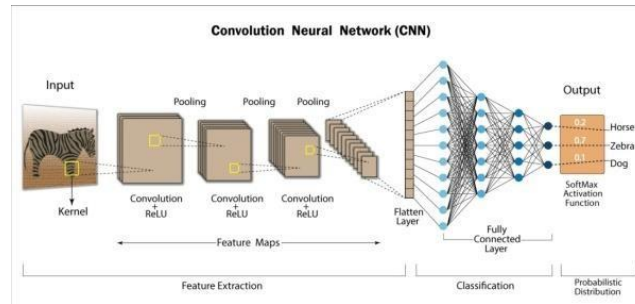 Convolution Neural Network (CNN)
Input
Pooling
Pooling
Pooling
Output
Kernel
Convolution
+
ReLU
Convolution
+
ReLU
Convolution
+
ReLU
Flatten
Layer
Fully
Connected
Layer
0.2
Horse
0.7
Zebra
0.1
Dog
SoftMax
Activation
Function
Feature Maps
Feature Extraction
Classification
Probabilistic
Distribution